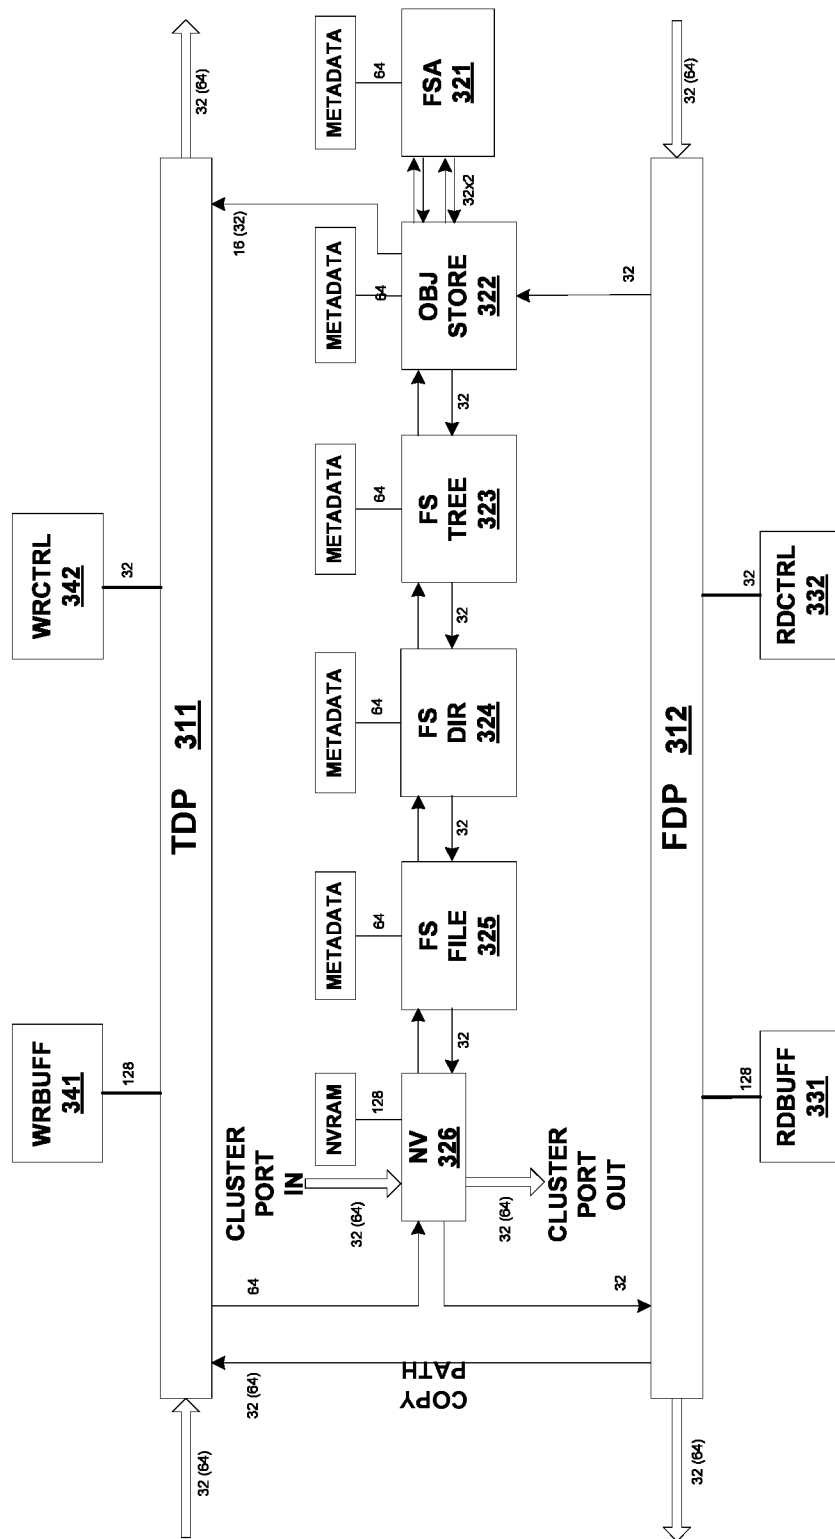 WRBUFF
341
128
WRCTRL
342
32
32 (64)
TDP 311
32 (64)
64
32 (64)
COPY
PATH
16 (32)
CLUSTER
PORT
IN
32 (64)
NVRAM
128
METADATA
64
METADATA
64
METADATA
64
METADATA
64
METADATA
64
NV
326
32
FS
FILE
325
32
FS
DIR
324
32
FS
TREE
323
32
OBJ
STORE
322
32x2
FSA
321
32 (64)
CLUSTER
PORT
OUT
32
32
32 (64)
FDP 312
32 (64)
128
RDBUFF
331
32
RDCTRL
332